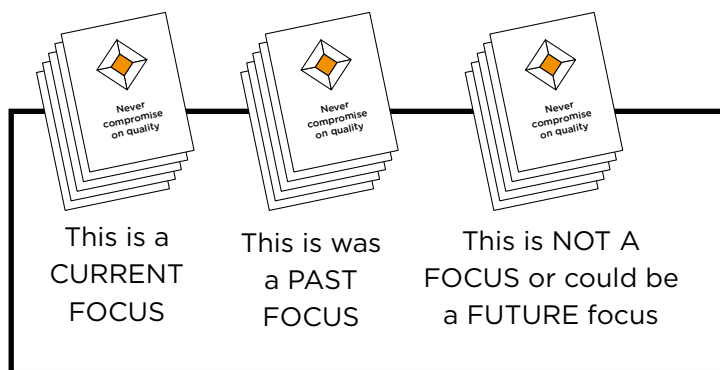 Never
compromise
on quality
Never
compromise
on quality
Never
compromise
on quality
This is a
CURRENT
FOCUS
This is was
a PAST
FOCUS
This is NOT A
FOCUS or could be
a FUTURE focus